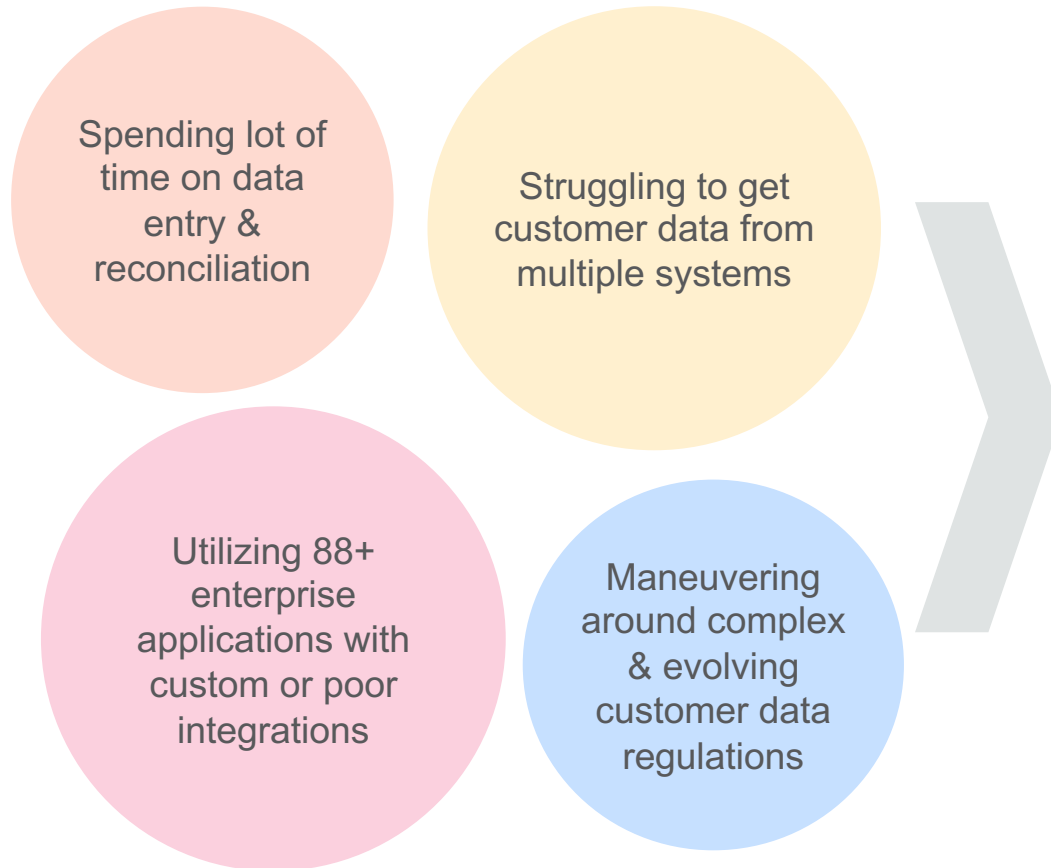 Spending lot of
time on data
entry &
reconciliation
Struggling to get
customer data from
multiple systems
Utilizing 88+
enterprise
applications with
custom or poor
integrations
Maneuvering
around complex
& evolving
customer data
regulations